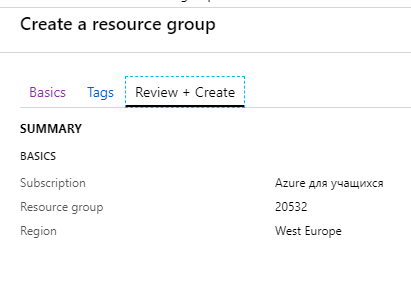 Create a resource group
Basics Tags Review + Create
SUMMARY
BASICS
Subscription Azure для учащихся
Resource group 20532
Region West Europe